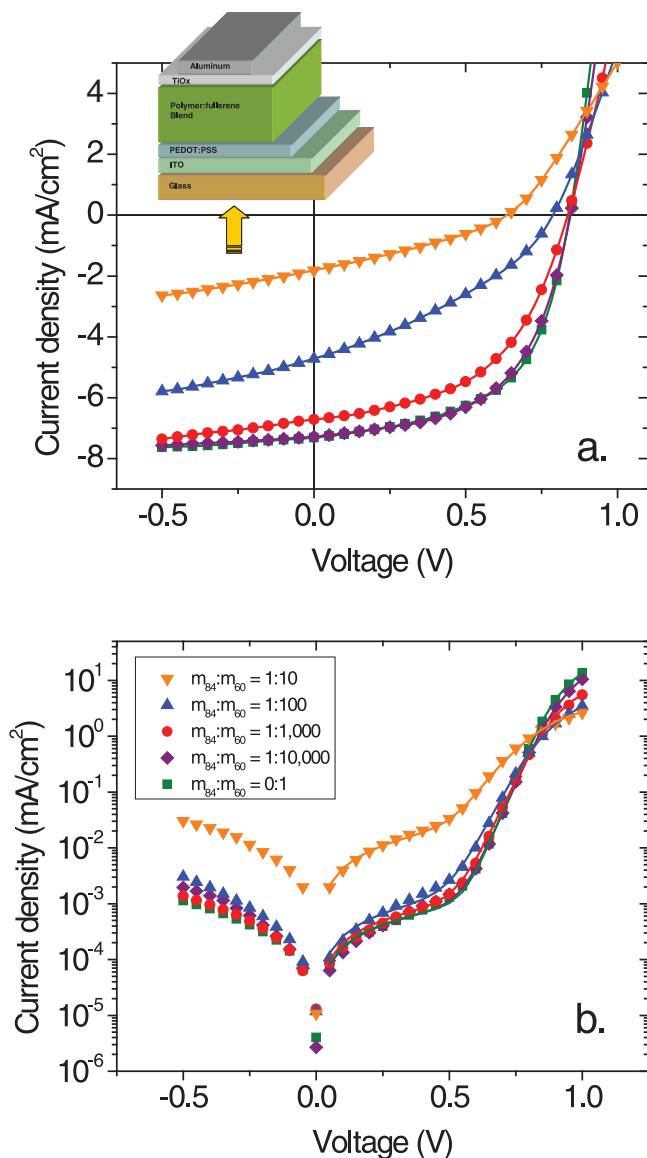 Aluminum
TiOx
Polymer:fullerene
Blend
PEDOT:PSS
ITO
Glass
4
2
0
-2
-4
-6
-8
Current density (mA/cm²)
a.
-0.5 0.0 0.5 1.0
Voltage (V)
m₈₄:m₆₀ = 1:10
m₈₄:m₆₀ = 1:100
m₈₄:m₆₀ = 1:1,000
m₈₄:m₆₀ = 1:10,000
m₈₄:m₆₀ = 0:1
10¹
10⁰
10⁻¹
10⁻²
10⁻³
10⁻⁴
10⁻⁵
10⁻⁶
Current density (mA/cm²)
b.
-0.5 0.0 0.5 1.0
Voltage (V)